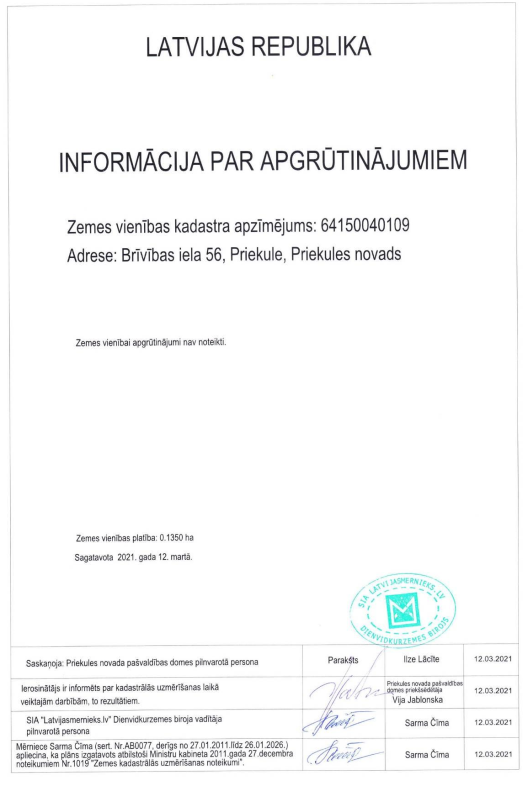 LATVIJAS REPUBLIKA
INFORMĀCIJA PAR APGRŪTINĀJUMIEM
Zemes vienības kadastra apzīmējums: 64150040109
Adrese: Brīvības iela 56, Priekule, Priekules novads
Zemes vienībai apgrūtinājumi nav noteikti.
Zemes vienības platība: 0.1350 ha
Sagatavota 2021. gada 12. martā.
SIA LATVIJASMERNIEKS.LV
DIENVIDKURZEMES BIROJS
Saskaņoja: Priekules novada pašvaldības domes pilnvarotā persona
Parakšts
Ilze Lācīte
12.03.2021
Ierosinātājs ir informēts par kadastrālās uzmērīšanas laikā
veiktajām darbībām, to rezultātiem.
Priekules novada pašvaldības
domes priekšsēdētāja
Vija Jablonska
12.03.2021
SIA "Latvijasmernieks.lv" Dienvidkurzemes biroja vadītāja
pilnvarotā persona
Sarma Čīma
12.03.2021
Mērniece Sarma Čīma (sert. Nr.AB0077, derīgs no 27.01.2011.līdz 26.01.2026.)
apliecina, ka plāns izgatavots atbilstoši Ministru kabineta 2011.gada 27.decembra
noteikumiem Nr.1019 "Zemes kadastrālās uzmērīšanas noteikumi".
Sarma Čīma
12.03.2021